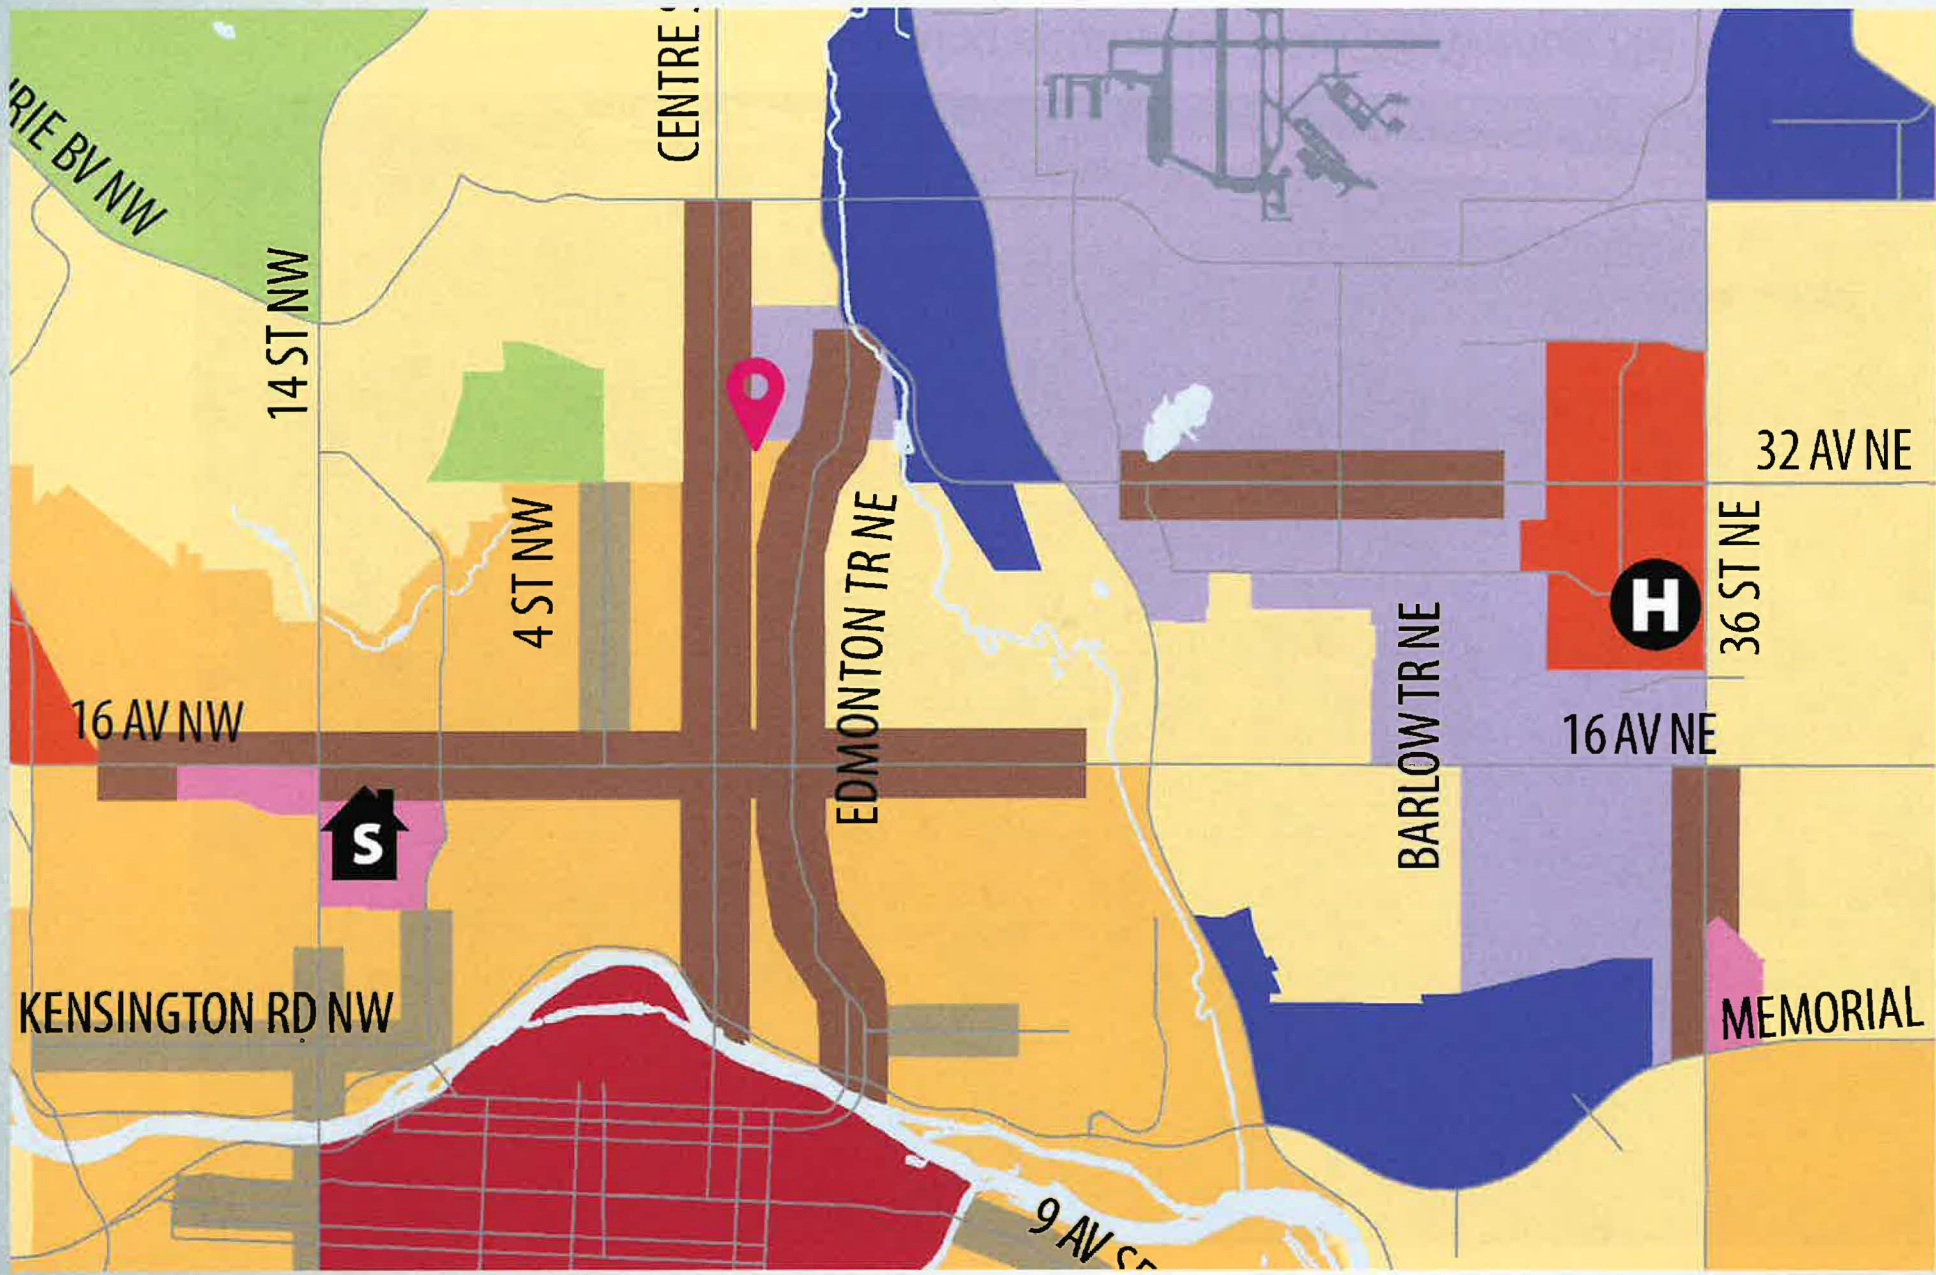 CENTRE
RIE BV NW
14 ST NW
32 AV NE
4 ST NW
EDMONTON TR NE
36 ST NE
H
BARLOW TR NE
16 AV NW
16 AV NE
S
KENSINGTON RD NW
MEMORIAL
9 AV SE